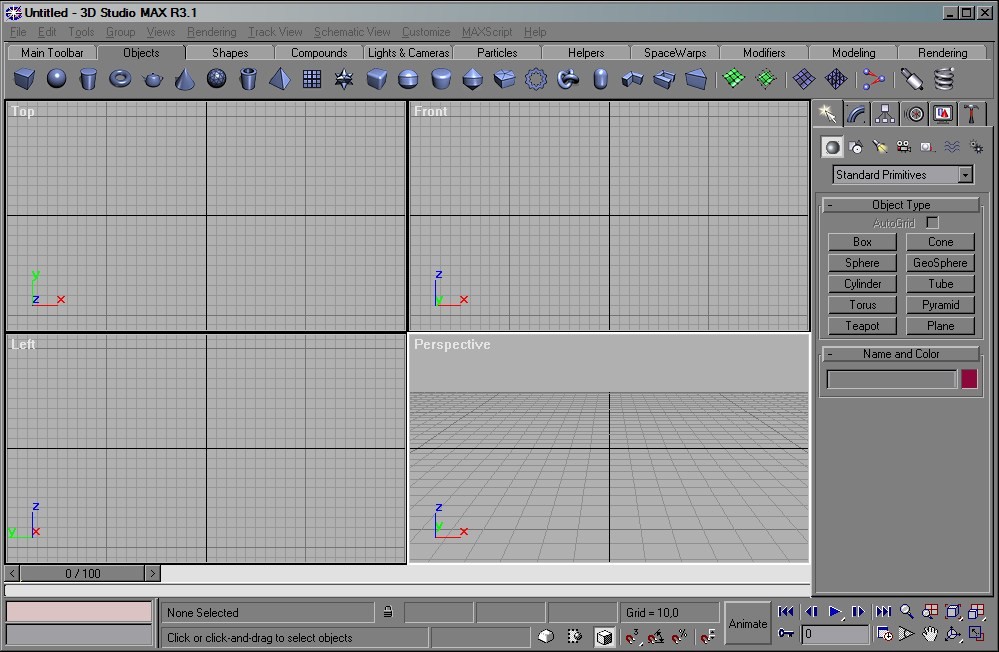 Untitled - 3D Studio MAX R3.1
File Edit Tools Group Views Rendering Track View Schematic View Customize MAXScript Help
Main Toolbar Objects Shapes Compounds Lights & Cameras Particles Helpers SpaceWarps Modifiers Modeling Rendering
Top
y
z x
Front
z
y x
Left
z
y x
Perspective
z
y x
Standard Primitives
- Object Type
AutoGrid
Box Cone
Sphere GeoSphere
Cylinder Tube
Torus Pyramid
Teapot Plane
- Name and Color
< 0 / 100 >
None Selected
Grid = 10,0
Click or click-and-drag to select objects
Animate
0